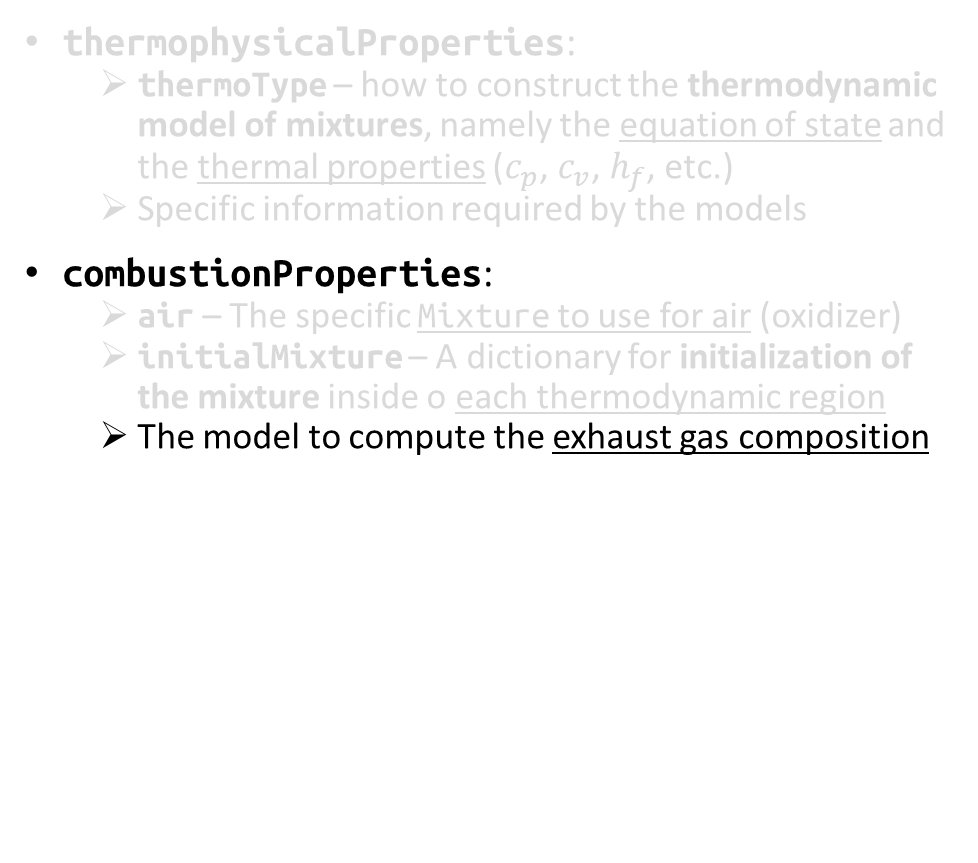 • thermophysicalProperties:
➢ thermoType – how to construct the thermodynamic
model of mixtures, namely the equation of state and
the thermal properties (cₚ, cᵥ, h_f, etc.)
➢ Specific information required by the models
• combustionProperties:
➢ air – The specific Mixture to use for air (oxidizer)
➢ initialMixture – A dictionary for initialization of
the mixture inside o each thermodynamic region
➢ The model to compute the exhaust gas composition